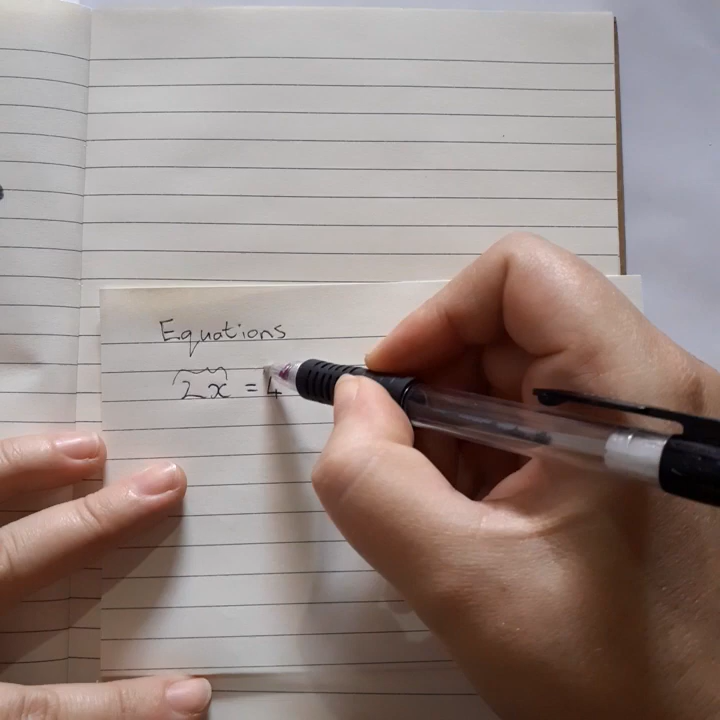 Equations
2x = 4